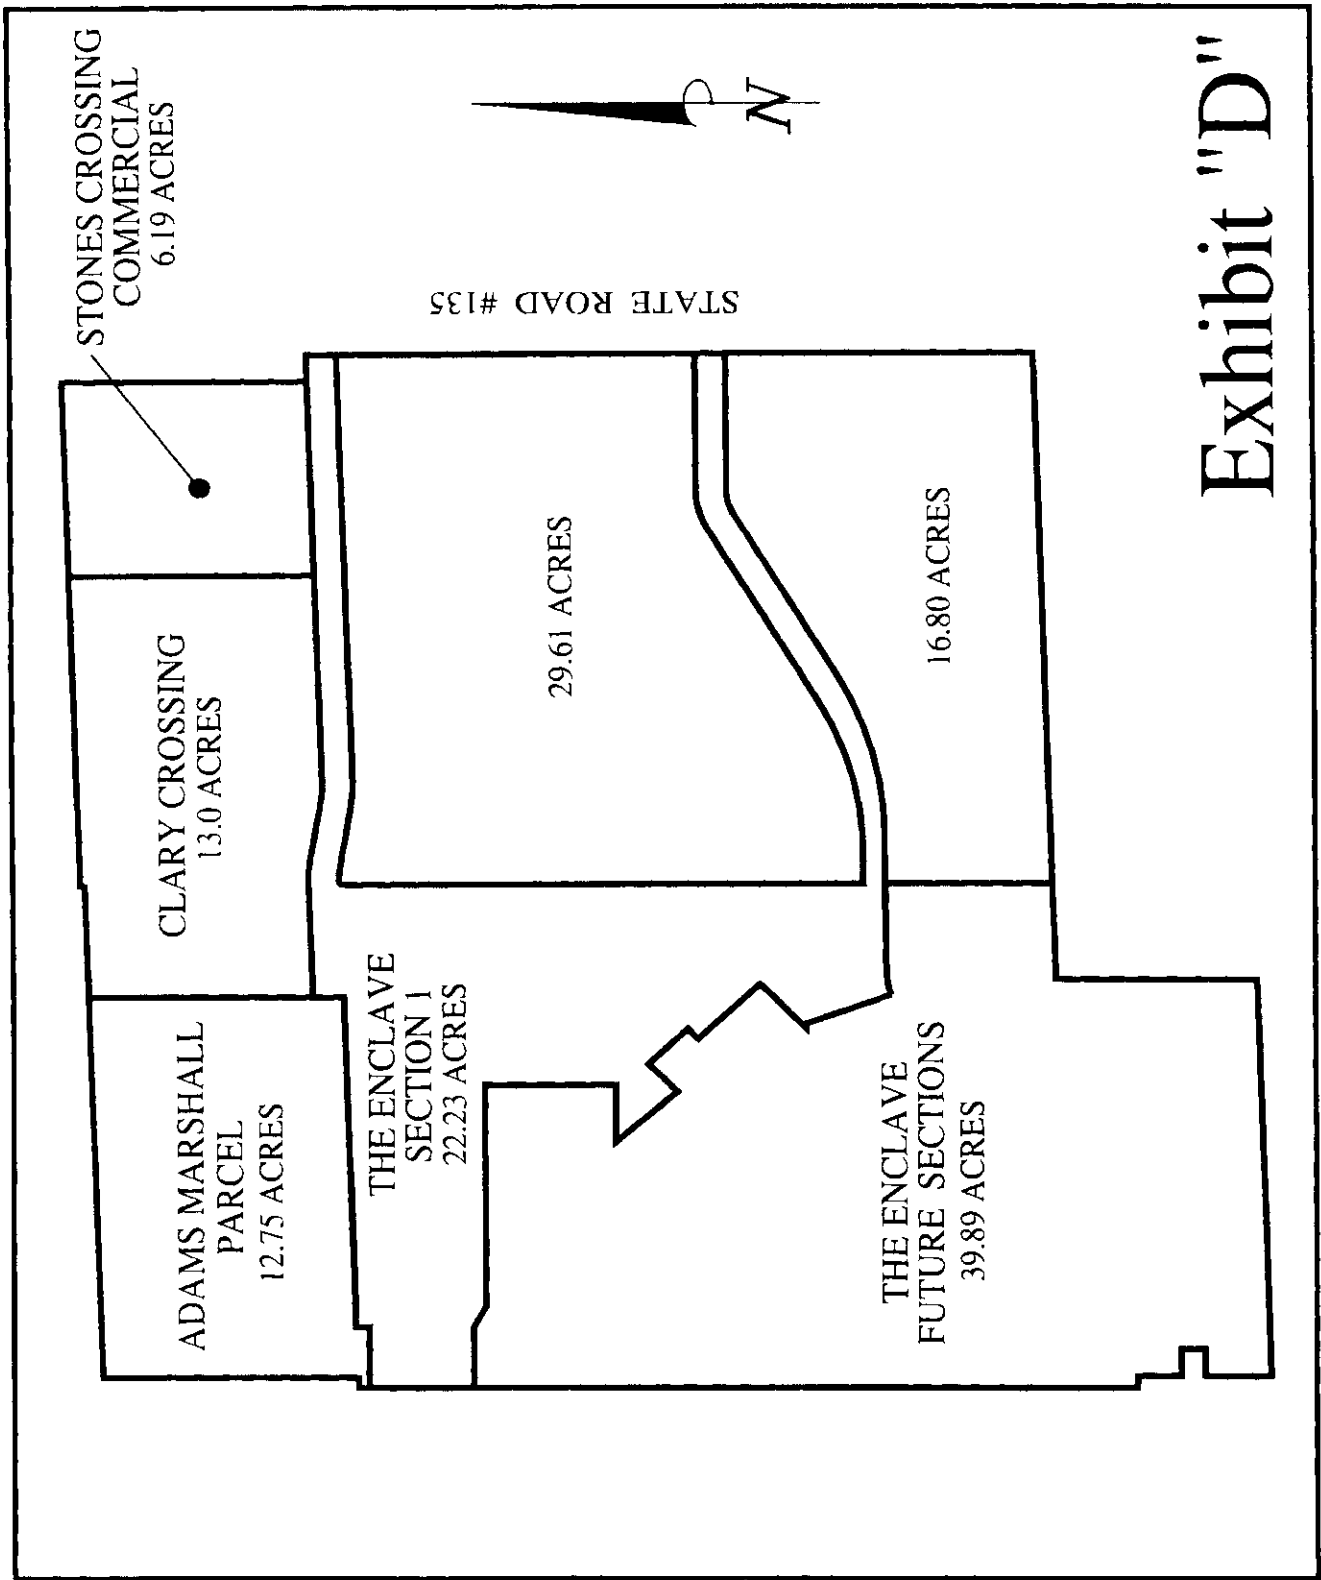 STONES CROSSING
COMMERCIAL
6.19 ACRES
CLARY CROSSING
13.0 ACRES
ADAMS MARSHALL
PARCEL
12.75 ACRES
N
STATE ROAD #135
29.61 ACRES
16.80 ACRES
THE ENCLAVE
SECTION 1
22.23 ACRES
THE ENCLAVE
FUTURE SECTIONS
39.89 ACRES
Exhibit "D"